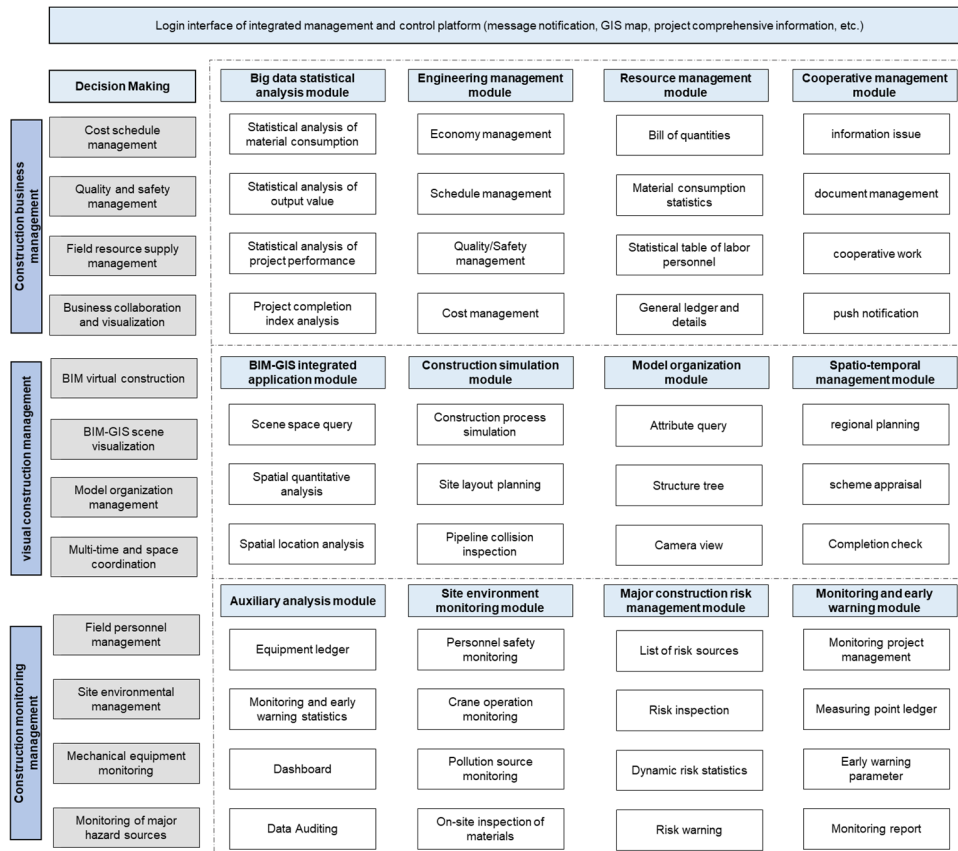 Login interface of integrated management and control platform (message notification, GIS map, project comprehensive information, etc.)
Decision Making
Big data statistical
analysis module
Engineering management
module
Resource management
module
Cooperative management
module
Construction business
management
Cost schedule
management
Statistical analysis of
material consumption
Economy management
Bill of quantities
information issue
Quality and safety
management
Statistical analysis of
output value
Schedule management
Material consumption
statistics
document management
Field resource supply
management
Statistical analysis of
project performance
Quality/Safety
management
Statistical table of labor
personnel
cooperative work
Business collaboration
and visualization
Project completion
index analysis
Cost management
General ledger and
details
push notification
visual construction management
BIM virtual construction
BIM-GIS integrated
application module
Construction simulation
module
Model organization
module
Spatio-temporal
management module
BIM-GIS scene
visualization
Scene space query
Construction process
simulation
Attribute query
regional planning
Model organization
management
Spatial quantitative
analysis
Site layout planning
Structure tree
scheme appraisal
Multi-time and space
coordination
Spatial location analysis
Pipeline collision
inspection
Camera view
Completion check
Construction monitoring
management
Auxiliary analysis module
Site environment
monitoring module
Major construction risk
management module
Monitoring and early
warning module
Field personnel
management
Equipment ledger
Personnel safety
monitoring
List of risk sources
Monitoring project
management
Site environmental
management
Monitoring and early
warning statistics
Crane operation
monitoring
Risk inspection
Measuring point ledger
Mechanical equipment
monitoring
Dashboard
Pollution source
monitoring
Dynamic risk statistics
Early warning
parameter
Monitoring of major
hazard sources
Data Auditing
On-site inspection of
materials
Risk warning
Monitoring report